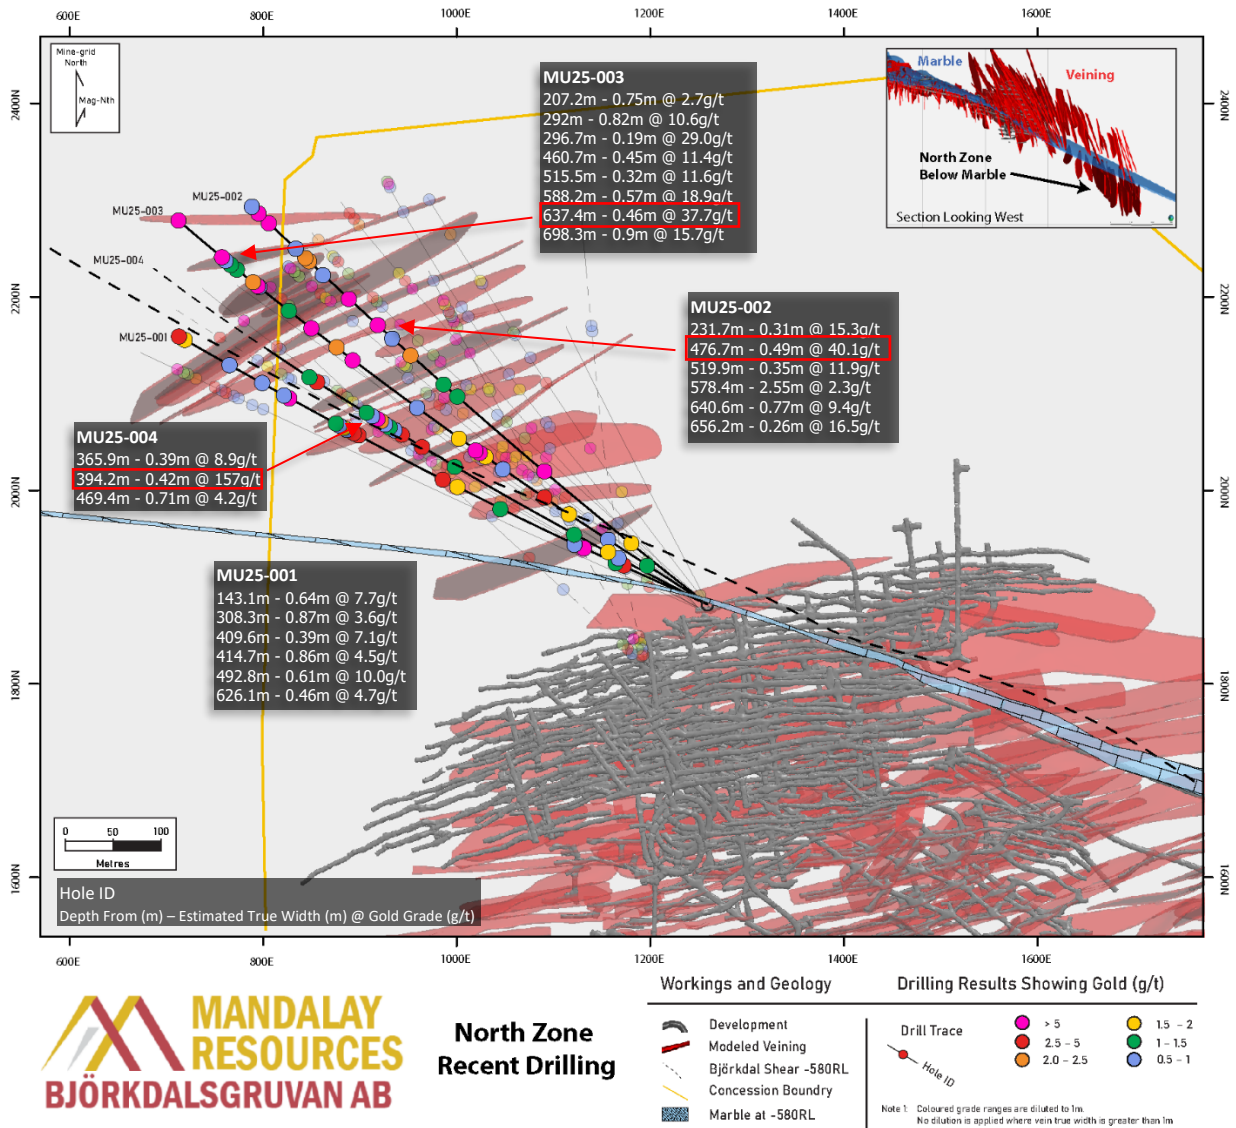 600E
800E
1000E
1200E
1400E
1600E
Mine-grid
North
Mag-Nth
2400N
2200N
2000N
1800N
1600N
MU25-003
207.2m - 0.75m @ 2.7g/t
292m - 0.82m @ 10.6g/t
296.7m - 0.19m @ 29.0g/t
460.7m - 0.45m @ 11.4g/t
515.5m - 0.32m @ 11.6g/t
588.2m - 0.57m @ 18.9g/t
637.4m - 0.46m @ 37.7g/t
698.3m - 0.9m @ 15.7g/t
Marble
Veining
North Zone
Below Marble
Section Looking West
2400N
2200N
2000N
1800N
1600N
MU25-002
MU25-003
MU25-004
MU25-001
MU25-002
231.7m - 0.31m @ 15.3g/t
476.7m - 0.49m @ 40.1g/t
519.9m - 0.35m @ 11.9g/t
578.4m - 2.55m @ 2.3g/t
640.6m - 0.77m @ 9.4g/t
656.2m - 0.26m @ 16.5g/t
MU25-004
365.9m - 0.39m @ 8.9g/t
394.2m - 0.42m @ 157g/t
469.4m - 0.71m @ 4.2g/t
MU25-001
143.1m - 0.64m @ 7.7g/t
308.3m - 0.87m @ 3.6g/t
409.6m - 0.39m @ 7.1g/t
414.7m - 0.86m @ 4.5g/t
492.8m - 0.61m @ 10.0g/t
626.1m - 0.46m @ 4.7g/t
0 50 100
Metres
Hole ID
Depth From (m) – Estimated True Width (m) @ Gold Grade (g/t)
600E
800E
1000E
1200E
1400E
1600E
MANDALAY
RESOURCES
BJÖRKDALSGRUVAN AB
North Zone
Recent Drilling
Workings and Geology
Development
Modeled Veining
Björkdal Shear -580RL
Concession Boundry
Marble at -580RL
Drilling Results Showing Gold (g/t)
Drill Trace
Hole ID
> 5
2.5 – 5
2.0 – 2.5
1.5 – 2
1 – 1.5
0.5 – 1
Note 1: Coloured grade ranges are diluted to 1m.
No dilution is applied where vein true width is greater than 1m